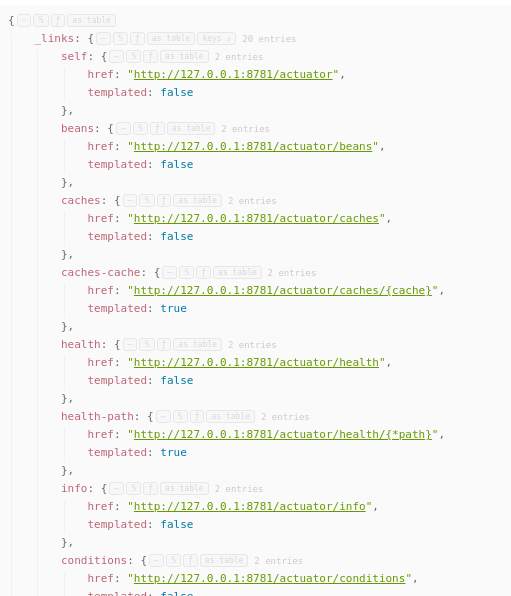 { – S ƒ as table
_links: { – S ƒ as table keys ↓ 20 entries
self: { – S ƒ as table 2 entries
href: "http://127.0.0.1:8781/actuator",
templated: false
},
beans: { – S ƒ as table 2 entries
href: "http://127.0.0.1:8781/actuator/beans",
templated: false
},
caches: { – S ƒ as table 2 entries
href: "http://127.0.0.1:8781/actuator/caches",
templated: false
},
caches-cache: { – S ƒ as table 2 entries
href: "http://127.0.0.1:8781/actuator/caches/{cache}",
templated: true
},
health: { – S ƒ as table 2 entries
href: "http://127.0.0.1:8781/actuator/health",
templated: false
},
health-path: { – S ƒ as table 2 entries
href: "http://127.0.0.1:8781/actuator/health/{*path}",
templated: true
},
info: { – S ƒ as table 2 entries
href: "http://127.0.0.1:8781/actuator/info",
templated: false
},
conditions: { – S ƒ as table 2 entries
href: "http://127.0.0.1:8781/actuator/conditions",
templated: false